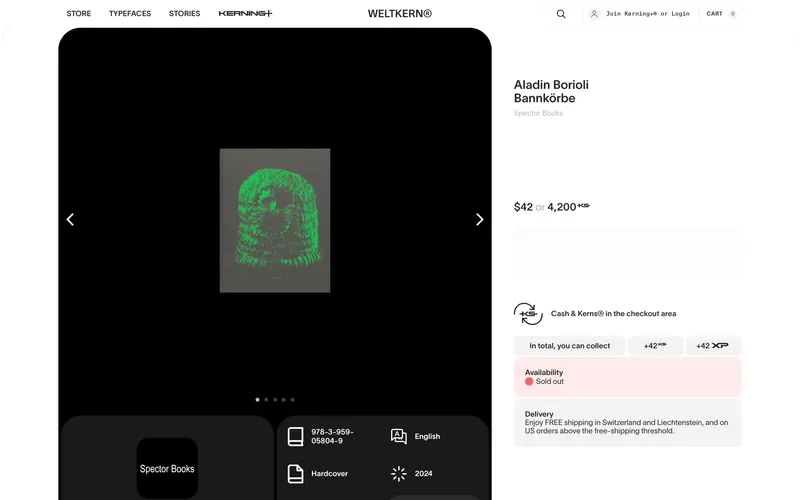 STORE TYPEFACES STORIES KERNING+ WELTKERN® Join Kerning+® or Login CART 0
Aladin Borioli
Bannkörbe
Spector Books
$42 or 4,200 +KS
Cash & Kerns® in the checkout area
In total, you can collect +42 +KS +42 XP
Availability
Sold out
Delivery
Enjoy FREE shipping in Switzerland and Liechtenstein, and on
US orders above the free-shipping threshold.
Spector Books
978-3-959-
05804-9
English
Hardcover
2024